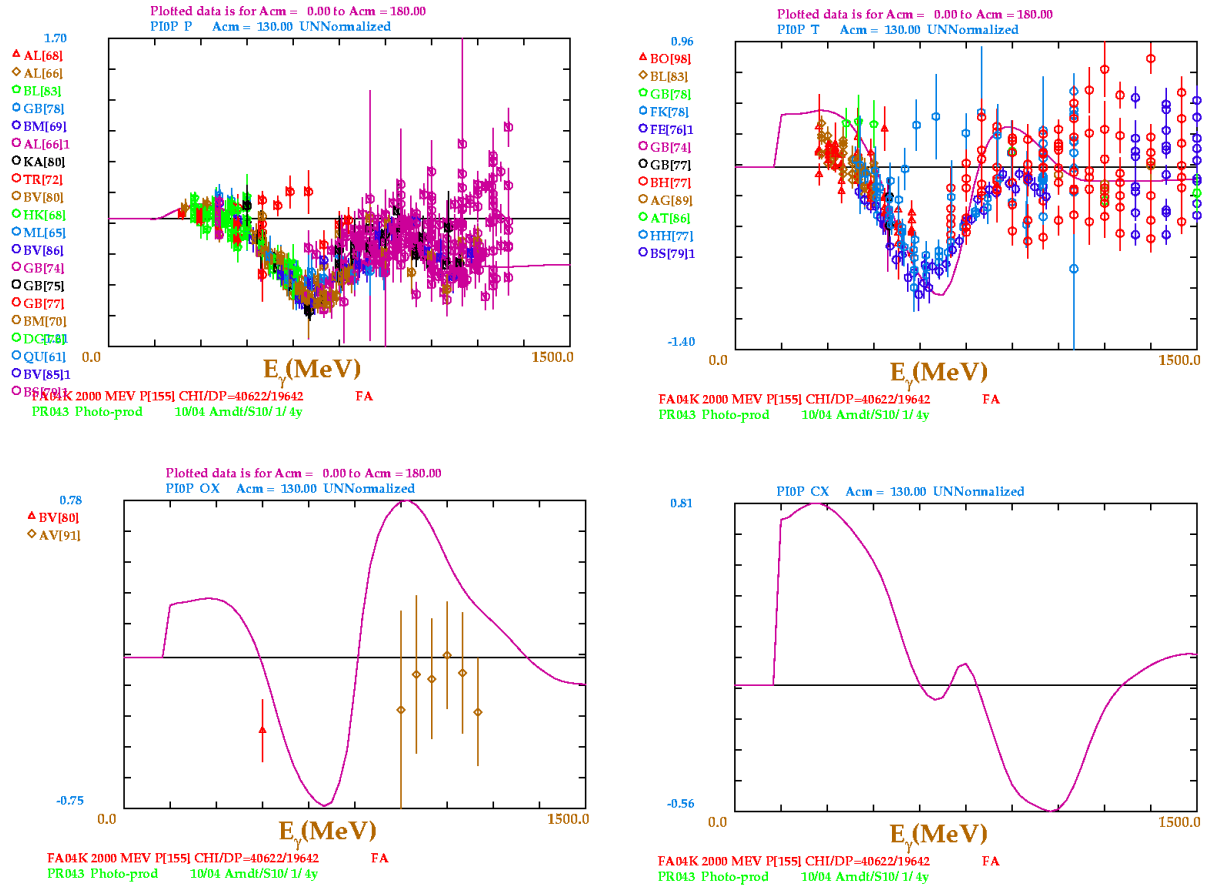 Plotted data is for Acm = 0.00 to Acm = 180.00
PI0P P Acm = 130.00 UNNormalized
1.70
AL[68]
AL[66]
BL[83]
GB[78]
BM[69]
AL[66]1
KA[80]
TR[72]
BV[80]
HK[68]
ML[65]
BV[86]
GB[74]
GB[75]
GB[77]
BM[70]
QU[61]
BV[85]1
BS[79]1
0.0
1500.0
Eγ(MeV)
FA04K 2000 MEV P[155] CHI/DP=40622/19642 FA
PR043 Photo-prod 10/04 Arndt/S10/ 1/ 4y
Plotted data is for Acm = 0.00 to Acm = 180.00
PI0P T Acm = 130.00 UNNormalized
0.96
BO[98]
BL[83]
GB[78]
FK[78]
FE[76]1
GB[74]
GB[77]
BH[77]
AG[89]
AT[86]
HH[77]
BS[79]1
-1.40
0.0
1500.0
Eγ(MeV)
FA04K 2000 MEV P[155] CHI/DP=40622/19642 FA
PR043 Photo-prod 10/04 Arndt/S10/ 1/ 4y
Plotted data is for Acm = 0.00 to Acm = 180.00
PI0P OX Acm = 130.00 UNNormalized
0.78
BV[80]
AV[91]
-0.75
0.0
1500.0
Eγ(MeV)
FA04K 2000 MEV P[155] CHI/DP=40622/19642 FA
PR043 Photo-prod 10/04 Arndt/S10/ 1/ 4y
PI0P CX Acm = 130.00 UNNormalized
0.81
-0.56
0.0
1500.0
Eγ(MeV)
FA04K 2000 MEV P[155] CHI/DP=40622/19642 FA
PR043 Photo-prod 10/04 Arndt/S10/ 1/ 4y